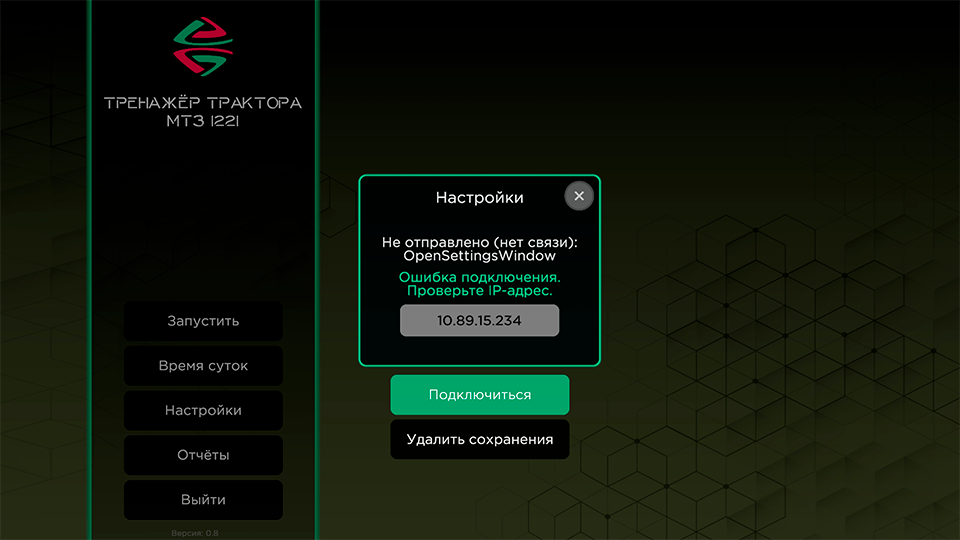 ТРЕНАЖЁР ТРАКТОРА
МТЗ 1221
Настройки
Не отправлено (нет связи):
OpenSettingsWindow
Ошибка подключения.
Проверьте IP-адрес.
10.89.15.234
Подключиться
Удалить сохранения
Запустить
Время суток
Настройки
Отчёты
Выйти
Версия: 0.8